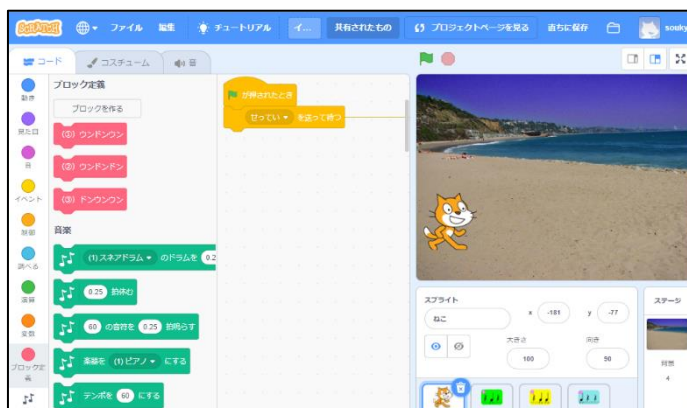 SCRATCH
ファイル
編集
チュートリアル
イ...
共有されたもの
プロジェクトページを見る
直ちに保存
souky
コード
コスチューム
音
動き
見た目
音
イベント
制御
調べる
演算
変数
ブロック定義
ブロック定義
ブロックを作る
(①) ウンドンウン
(②) ウンドンドン
(③) ドンウンウン
音楽
(1) スネアドラム のドラムを 0.2
0.25 拍休む
60 の音符を 0.25 拍鳴らす
楽器を (1) ピアノ にする
テンポを 60 にする
が押されたとき
せってい を送って待つ
スプライト
ねこ
x -181
y -77
大きさ
100
向き
90
ステージ
背景
4